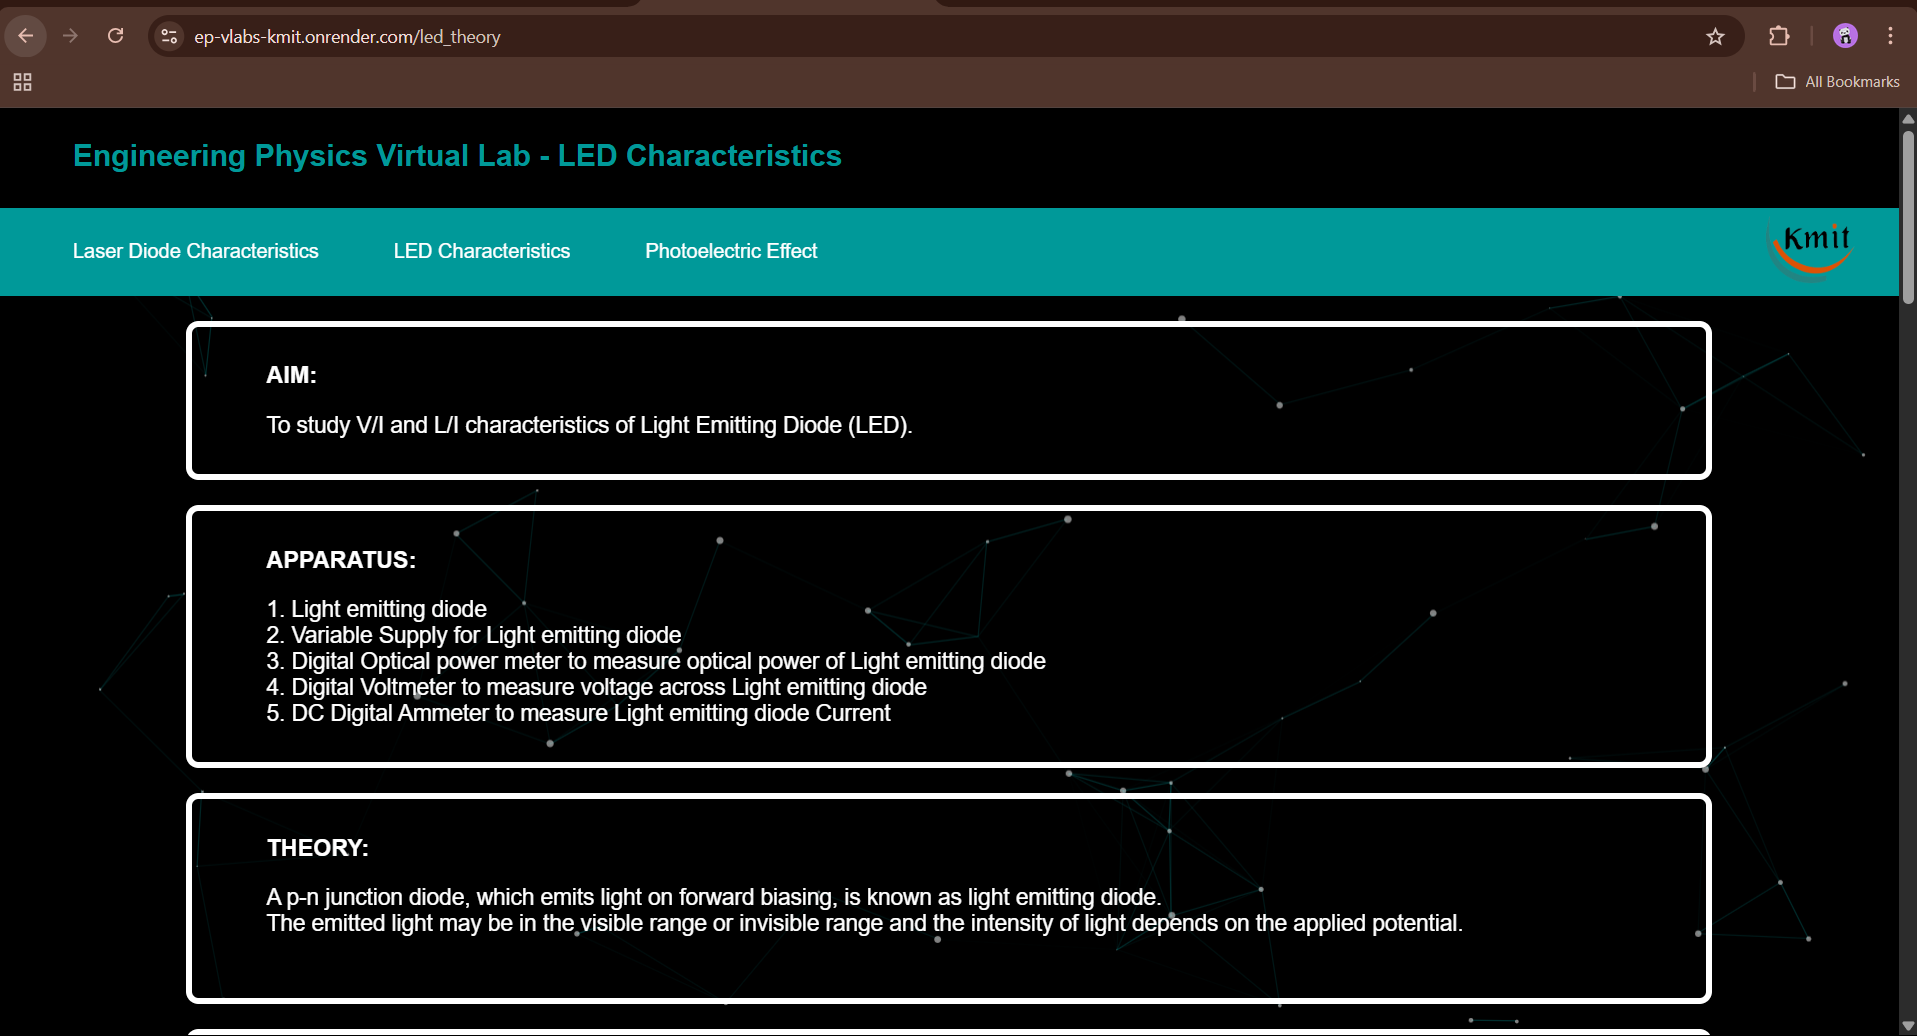 ep-vlabs-kmit.onrender.com/led_theory
All Bookmarks
Engineering Physics Virtual Lab - LED Characteristics
Laser Diode Characteristics LED Characteristics Photoelectric Effect Kmit
AIM:
To study V/I and L/I characteristics of Light Emitting Diode (LED).
APPARATUS:
1. Light emitting diode
2. Variable Supply for Light emitting diode
3. Digital Optical power meter to measure optical power of Light emitting diode
4. Digital Voltmeter to measure voltage across Light emitting diode
5. DC Digital Ammeter to measure Light emitting diode Current
THEORY:
A p-n junction diode, which emits light on forward biasing, is known as light emitting diode.
The emitted light may be in the visible range or invisible range and the intensity of light depends on the applied potential.